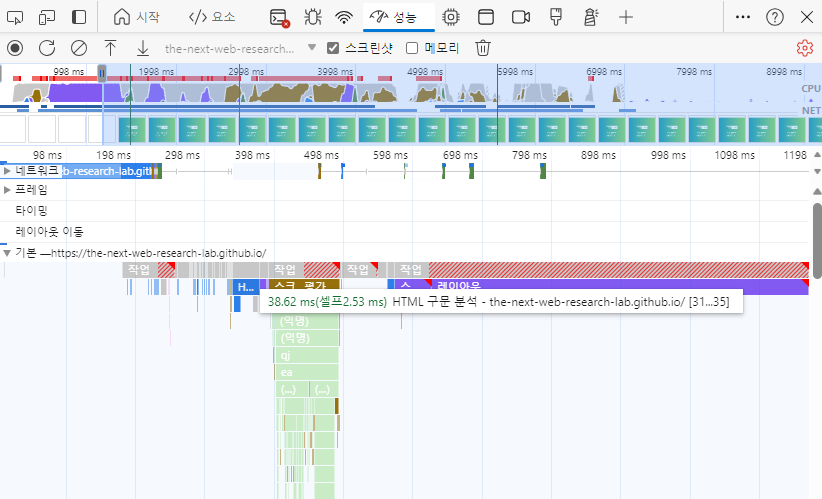 시작 요소 성능
the-next-web-research... 스크린샷 메모리
998 ms 1998 ms 2998 ms 3998 ms 4998 ms 5998 ms 6998 ms 7998 ms 8998 ms
CPU
NET
98 ms 198 ms 298 ms 398 ms 498 ms 598 ms 698 ms 798 ms 898 ms 998 ms 1098 ms 1198
네트워크
프레임
타이밍
레이아웃 이동
기본 —https://the-next-web-research-lab.github.io/
작업 작업 작업 작업
H... 스크...평가 스... 레이아웃
38.62 ms(셀프2.53 ms) HTML 구문 분석 - the-next-web-research-lab.github.io/ [31...35]
(익명)
(익명)
qj
ea
(...) (...)